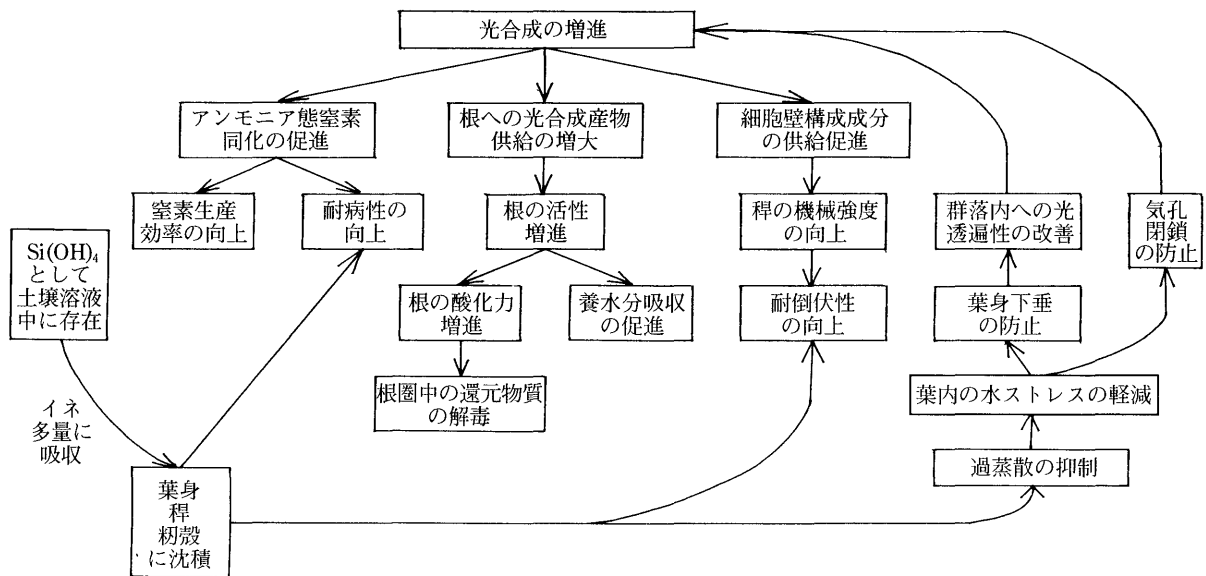 光合成の増進
アンモニア態窒素
同化の促進
根への光合成産物
供給の増大
細胞壁構成成分
の供給促進
窒素生産
効率の向上
耐病性の
向上
根の活性
増進
稈の機械強度
の向上
群落内への光
透遍性の改善
気孔
閉鎖
の防止
Si(OH)₄
として
土壌溶液
中に存在
根の酸化力
増進
養水分吸収
の促進
耐倒伏性
の向上
葉身下垂
の防止
根圏中の還元物質
の解毒
葉内の水ストレスの軽減
イネ
多量に
吸収
過蒸散の抑制
葉身
稈
籾殻
に沈積